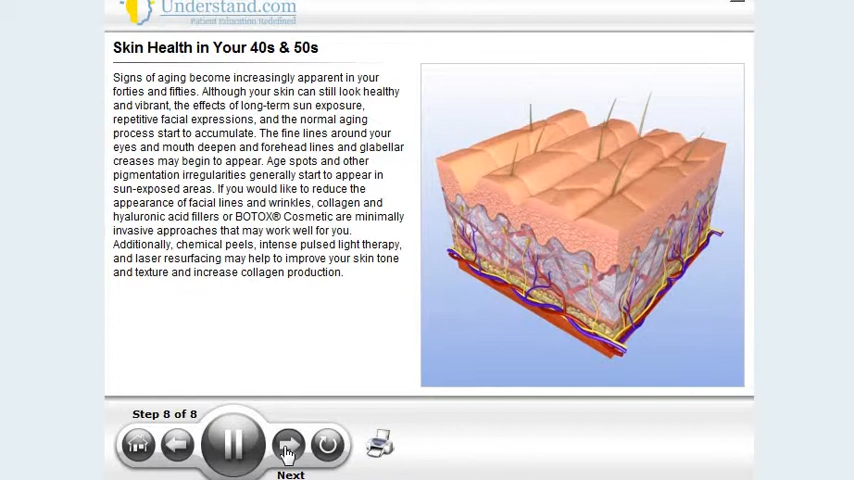 Understand.com
Patient Education Redefined
Skin Health in Your 40s & 50s
Signs of aging become increasingly apparent in your
forties and fifties. Although your skin can still look healthy
and vibrant, the effects of long-term sun exposure,
repetitive facial expressions, and the normal aging
process start to accumulate. The fine lines around your
eyes and mouth deepen and forehead lines and glabellar
creases may begin to appear. Age spots and other
pigmentation irregularities generally start to appear in
sun-exposed areas. If you would like to reduce the
appearance of facial lines and wrinkles, collagen and
hyaluronic acid fillers or BOTOX® Cosmetic are minimally
invasive approaches that may work well for you.
Additionally, chemical peels, intense pulsed light therapy,
and laser resurfacing may help to improve your skin tone
and texture and increase collagen production.
Step 8 of 8
Next